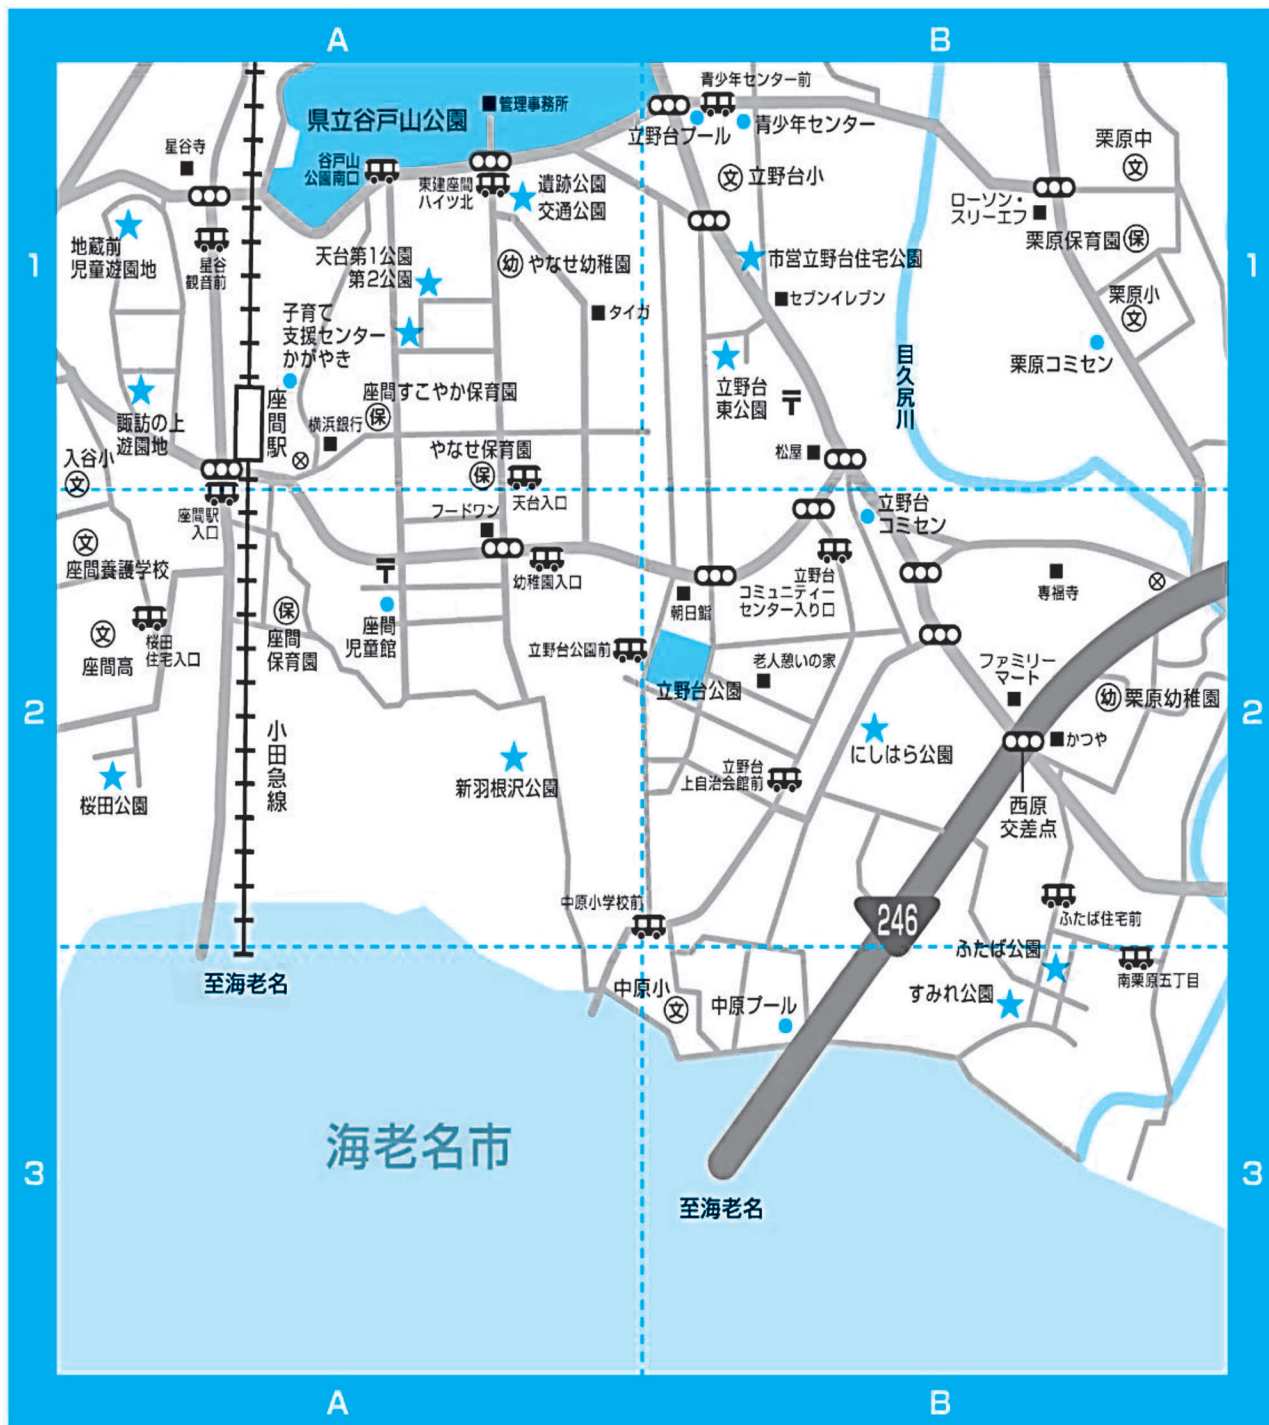 A
B
県立谷戸山公園
管理事務所
青少年センター前
立野台プール
青少年センター
星谷寺
谷戸山
公園南口
東建座間
ハイツ北
遺跡公園
交通公園
文
立野台小
栗原中
文
ローソン・
スリーエフ
栗原保育園
保
1
地蔵前
児童遊園地
星谷
観音前
天台第1公園
第2公園
幼
やなせ幼稚園
市営立野台住宅公園
1
セブンイレブン
栗原小
文
子育て
支援センター
かがやき
タイガ
目久尻川
栗原コミセン
座間駅
座間すこやか保育園
保
立野台
東公園
〒
諏訪の上
遊園地
横浜銀行
やなせ保育園
保
松屋
入谷小
文
座間駅
入口
天台入口
フードワン
立野台
コミセン
文
座間養護学校
〒
幼稚園入口
立野台
コミュニティー
センター入り口
専福寺
桜田
住宅入口
文
座間高
保
座間
保育園
座間
児童館
朝日鮨
立野台公園前
立野台公園
老人憩いの家
ファミリー
マート
幼
栗原幼稚園
2
小田急線
2
桜田公園
新羽根沢公園
立野台
上自治会館前
にしはら公園
かつや
西原
交差点
中原小学校前
246
ふたば住宅前
至海老名
中原小
文
中原プール
ふたば公園
すみれ公園
南栗原五丁目
海老名市
3
至海老名
3
A
B